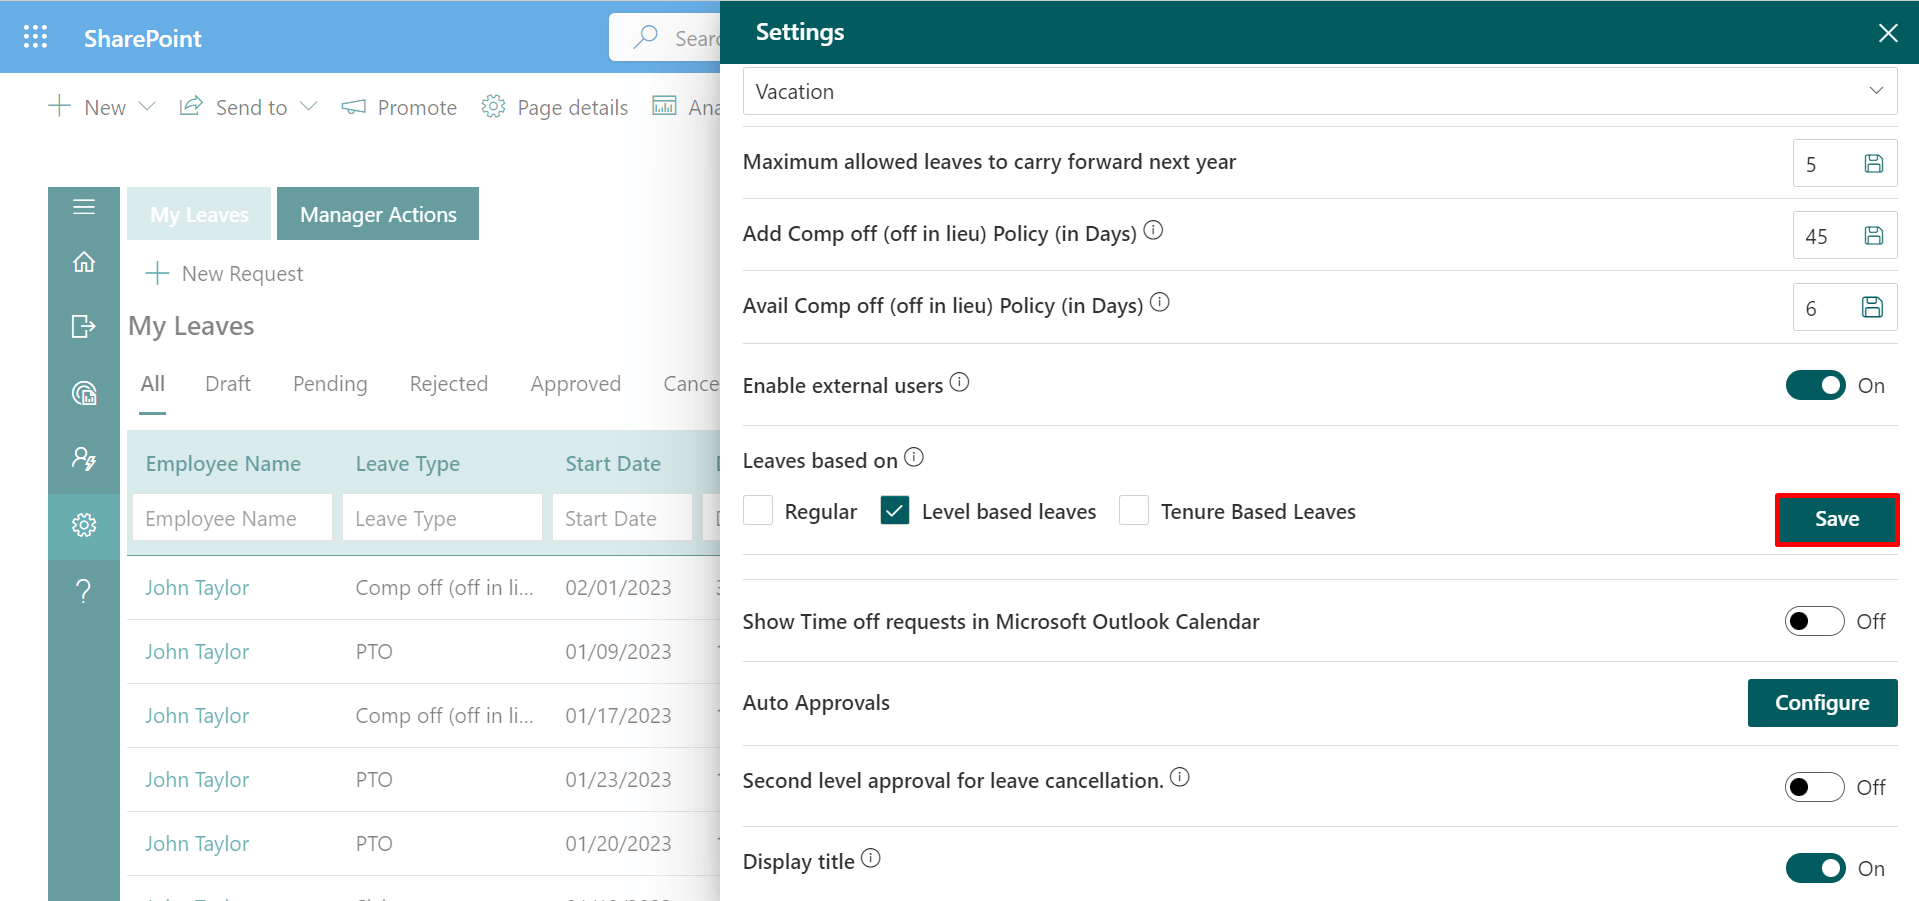 SharePoint
Searc
New
Send to
Promote
Page details
Ana
My Leaves
Manager Actions
New Request
My Leaves
All
Draft
Pending
Rejected
Approved
Cance
Employee Name
Leave Type
Start Date
Employee Name
Leave Type
Start Date
John Taylor
Comp off (off in li...
02/01/2023
John Taylor
PTO
01/09/2023
John Taylor
Comp off (off in li...
01/17/2023
John Taylor
PTO
01/23/2023
John Taylor
PTO
01/20/2023
Settings
Vacation
Maximum allowed leaves to carry forward next year
5
Add Comp off (off in lieu) Policy (in Days)
45
Avail Comp off (off in lieu) Policy (in Days)
6
Enable external users
On
Leaves based on
Regular
Level based leaves
Tenure Based Leaves
Save
Show Time off requests in Microsoft Outlook Calendar
Off
Auto Approvals
Configure
Second level approval for leave cancellation.
Off
Display title
On